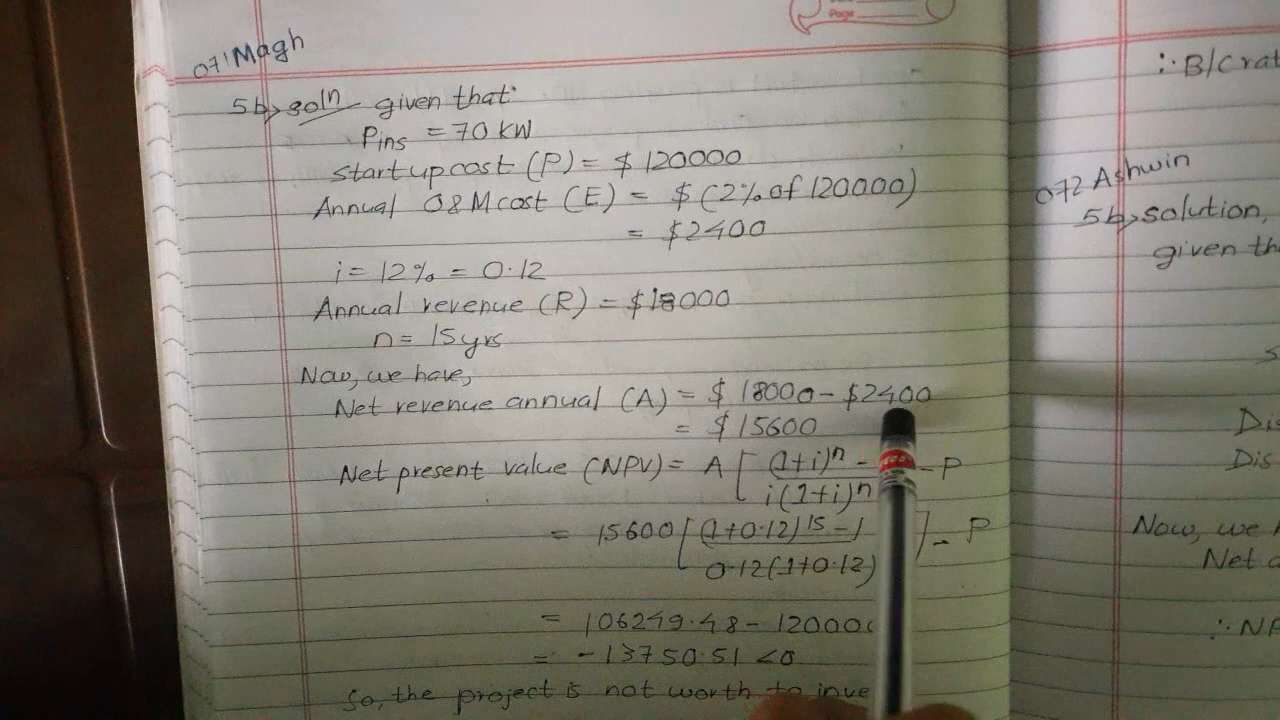 Page
071 Magh
5b> soln given that:
Pins = 70 kW
startup cost (P) = $ 120000
Annual O&M cost (E) = $ (2% of 120000)
= $2400
i = 12% = 0.12
Annual revenue (R) = $18000
n = 15 yrs
Now, we have,
Net revenue annual (A) = $ 18000 - $2400
= $ 15600
Net present value (NPV) = A [ (1+i)^n - / i(1+i)^n - P
= 15600 [ (1+0.12)^15 - 1 / 0.12(1+0.12) ] - P
= 106249.48 - 12000
= -13750.51 < 0
So, the project is not worth to inve
∴ B/C rat
072 Ashwin
5b> solution,
given th
S
Dis
Dis
Now, we h
Net a
∴ NP